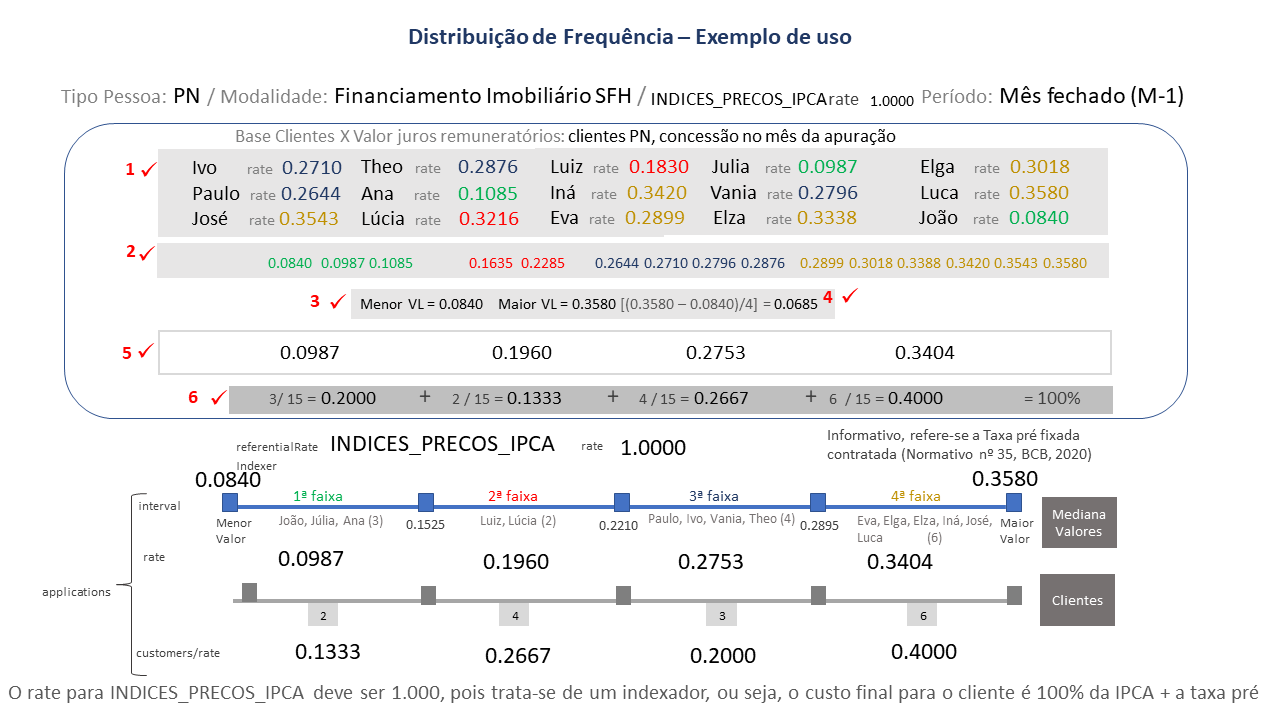 Distribuição de Frequência – Exemplo de uso
Tipo Pessoa: PN / Modalidade: Financiamento Imobiliário SFH / INDICES_PRECOS_IPCA rate 1.0000 Período: Mês fechado (M-1)
Base Clientes X Valor juros remuneratórios: clientes PN, concessão no mês da apuração
1 ✓ Ivo rate 0.2710 Theo rate 0.2876 Luiz rate 0.1830 Julia rate 0.0987 Elga rate 0.3018
Paulo rate 0.2644 Ana rate 0.1085 Iná rate 0.3420 Vania rate 0.2796 Luca rate 0.3580
José rate 0.3543 Lúcia rate 0.3216 Eva rate 0.2899 Elza rate 0.3338 João rate 0.0840
2 ✓ 0.0840 0.0987 0.1085 0.1635 0.2285 0.2644 0.2710 0.2796 0.2876 0.2899 0.3018 0.3388 0.3420 0.3543 0.3580
3 ✓ Menor VL = 0.0840 Maior VL = 0.3580 [(0.3580 – 0.0840)/4] = 0.0685 4 ✓
5 ✓ 0.0987 0.1960 0.2753 0.3404
6 ✓ 3/ 15 = 0.2000 + 2 / 15 = 0.1333 + 4 / 15 = 0.2667 + 6 / 15 = 0.4000 = 100%
referentialRate INDICES_PRECOS_IPCA rate 1.0000
Indexer
Informativo, refere-se a Taxa pré fixada
contratada (Normativo nº 35, BCB, 2020)
0.0840 0.3580
interval 1ª faixa 2ª faixa 3ª faixa 4ª faixa
Menor
Valor
João, Júlia, Ana (3) 0.1525 Luiz, Lúcia (2) 0.2210 Paulo, Ivo, Vania, Theo (4) 0.2895 Eva, Elga, Elza, Iná, José,
Luca (6)
Maior
Valor
Mediana
Valores
rate 0.0987 0.1960 0.2753 0.3404
applications
2 4 3 6
Clientes
customers/rate 0.1333 0.2667 0.2000 0.4000
O rate para INDICES_PRECOS_IPCA deve ser 1.000, pois trata-se de um indexador, ou seja, o custo final para o cliente é 100% da IPCA + a taxa pré